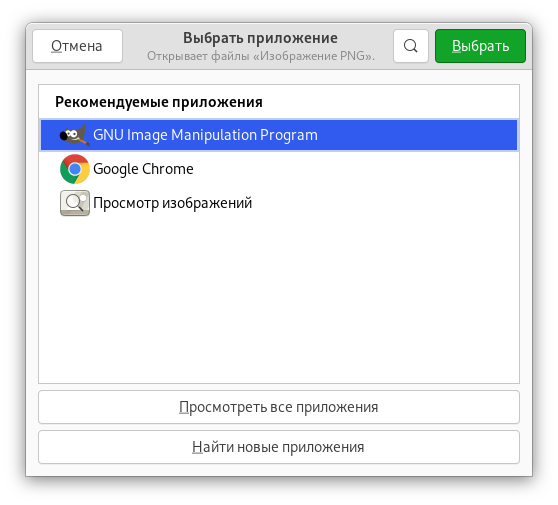 Отмена
Выбрать приложение
Открывает файлы «Изображение PNG».
Выбрать
Рекомендуемые приложения
GNU Image Manipulation Program
Google Chrome
Просмотр изображений
Просмотреть все приложения
Найти новые приложения